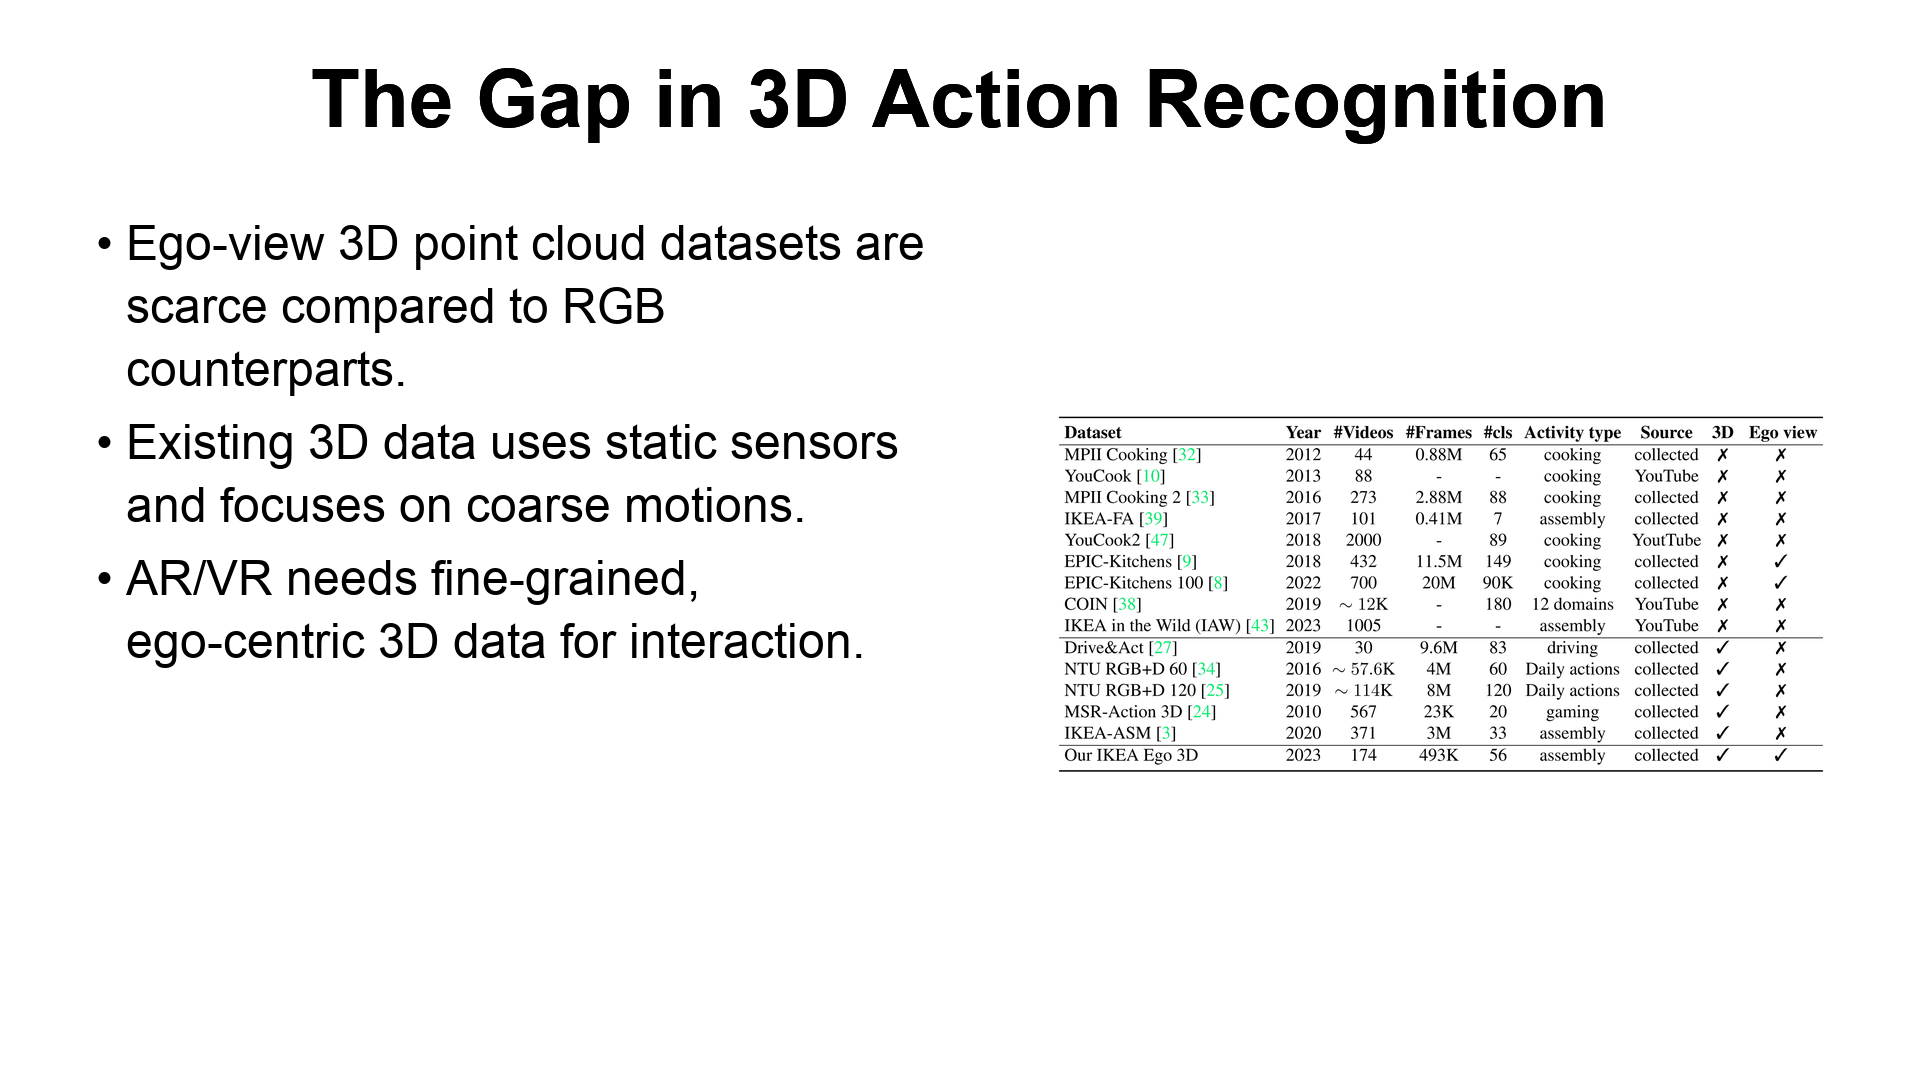 The Gap in 3D Action Recognition
• Ego-view 3D point cloud datasets are
scarce compared to RGB
counterparts.
• Existing 3D data uses static sensors
and focuses on coarse motions.
• AR/VR needs fine-grained,
ego-centric 3D data for interaction.
Dataset Year #Videos #Frames #cls Activity type Source 3D Ego view
MPII Cooking [32] 2012 44 0.88M 65 cooking collected ✗ ✗
YouCook [10] 2013 88 - - cooking YouTube ✗ ✗
MPII Cooking 2 [33] 2016 273 2.88M 88 cooking collected ✗ ✗
IKEA-FA [39] 2017 101 0.41M 7 assembly collected ✗ ✗
YouCook2 [47] 2018 2000 - 89 cooking YoutTube ✗ ✗
EPIC-Kitchens [9] 2018 432 11.5M 149 cooking collected ✗ ✓
EPIC-Kitchens 100 [8] 2022 700 20M 90K cooking collected ✗ ✓
COIN [38] 2019 ∼ 12K - 180 12 domains YouTube ✗ ✗
IKEA in the Wild (IAW) [43] 2023 1005 - - assembly YouTube ✗ ✗
Drive&Act [27] 2019 30 9.6M 83 driving collected ✓ ✗
NTU RGB+D 60 [34] 2016 ∼ 57.6K 4M 60 Daily actions collected ✓ ✗
NTU RGB+D 120 [25] 2019 ∼ 114K 8M 120 Daily actions collected ✓ ✗
MSR-Action 3D [24] 2010 567 23K 20 gaming collected ✓ ✗
IKEA-ASM [3] 2020 371 3M 33 assembly collected ✓ ✗
Our IKEA Ego 3D 2023 174 493K 56 assembly collected ✓ ✓